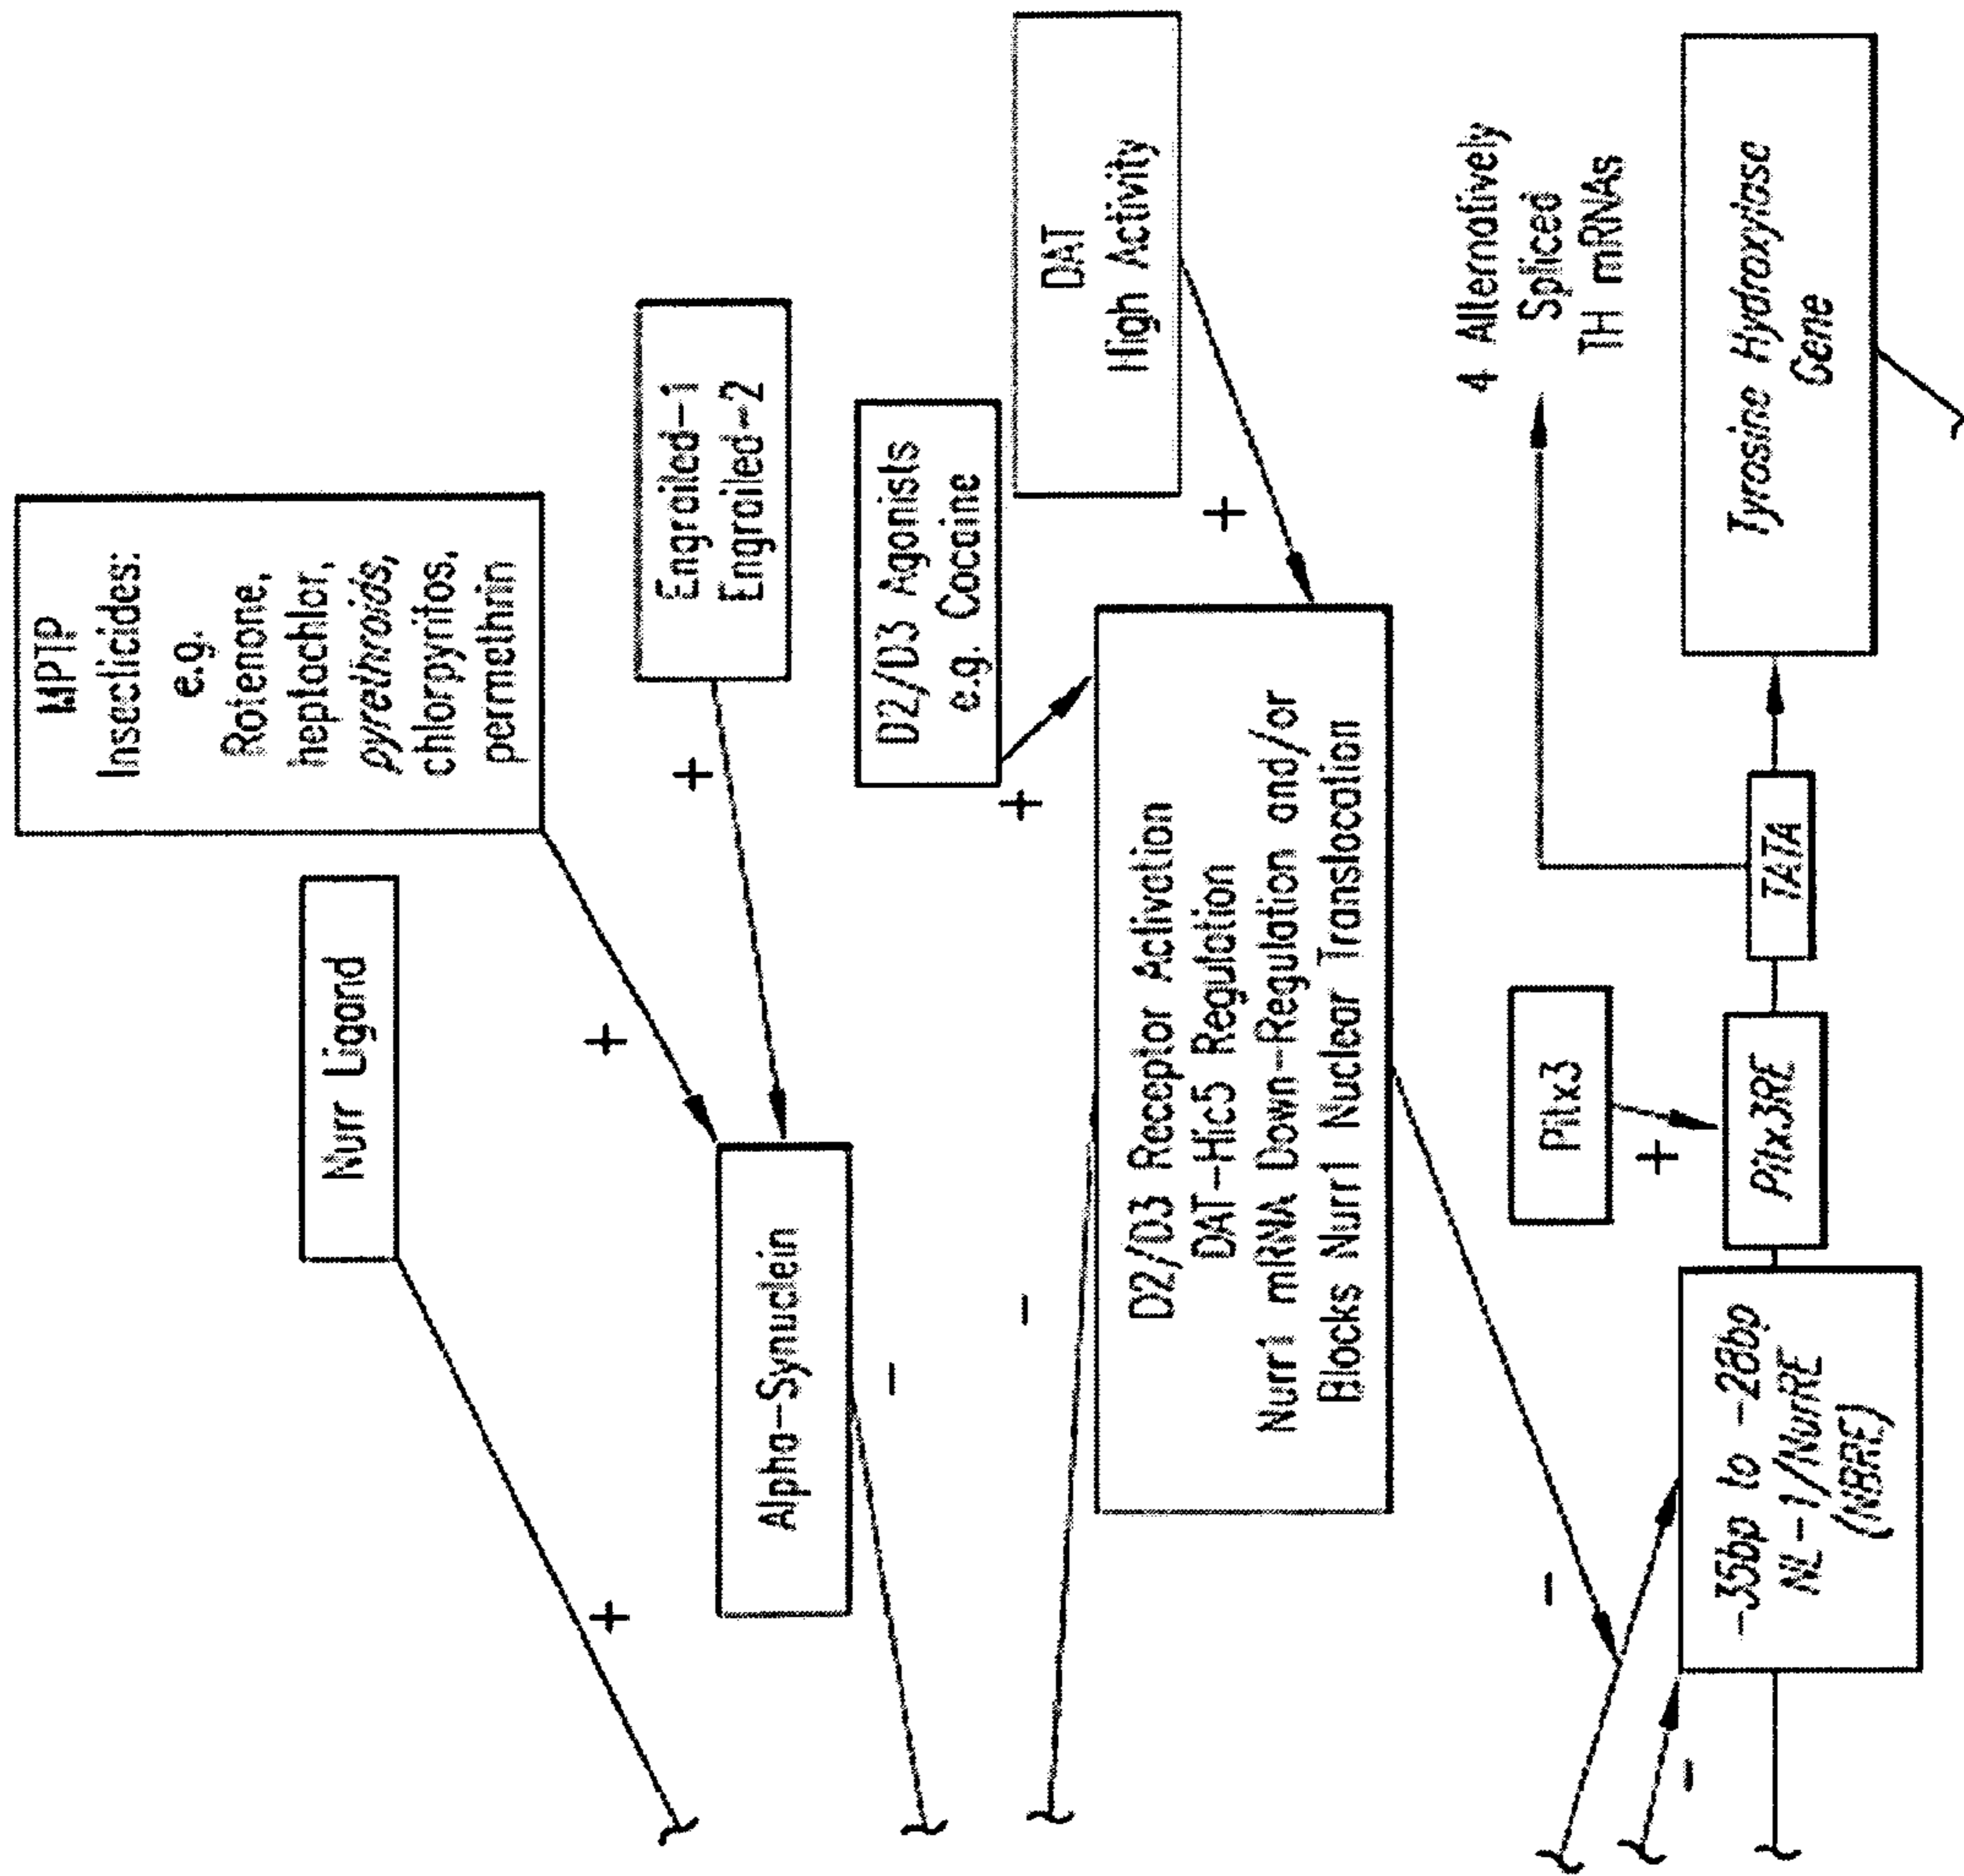 MPTP
Insecticides:
e.g.
Rotenone,
heptachlor,
pyrethroids,
chlorpyrifos,
permethnin
Nurr Ligand
+
+
Engrailed-1
Engrailed-2
+
Alpha-Synuclein
-
D2/D3 Agonists
e.g. Cocaine
+
DAT
High Activity
+
-
D2/D3 Receptor Activation
DAT-Hic5 Regulation
Nurr1 mRNA Down-Regulation and/or
Blocks Nurr1 Nuclear Translocation
-
4 Alternatively
Spliced
TH mRNAs
Pitx3
+
-
-35bp to -2abp
NL-1/NurRE
(NBRE)
Pitx3RE
TATA
Tyrosine Hydroxylase
Gene